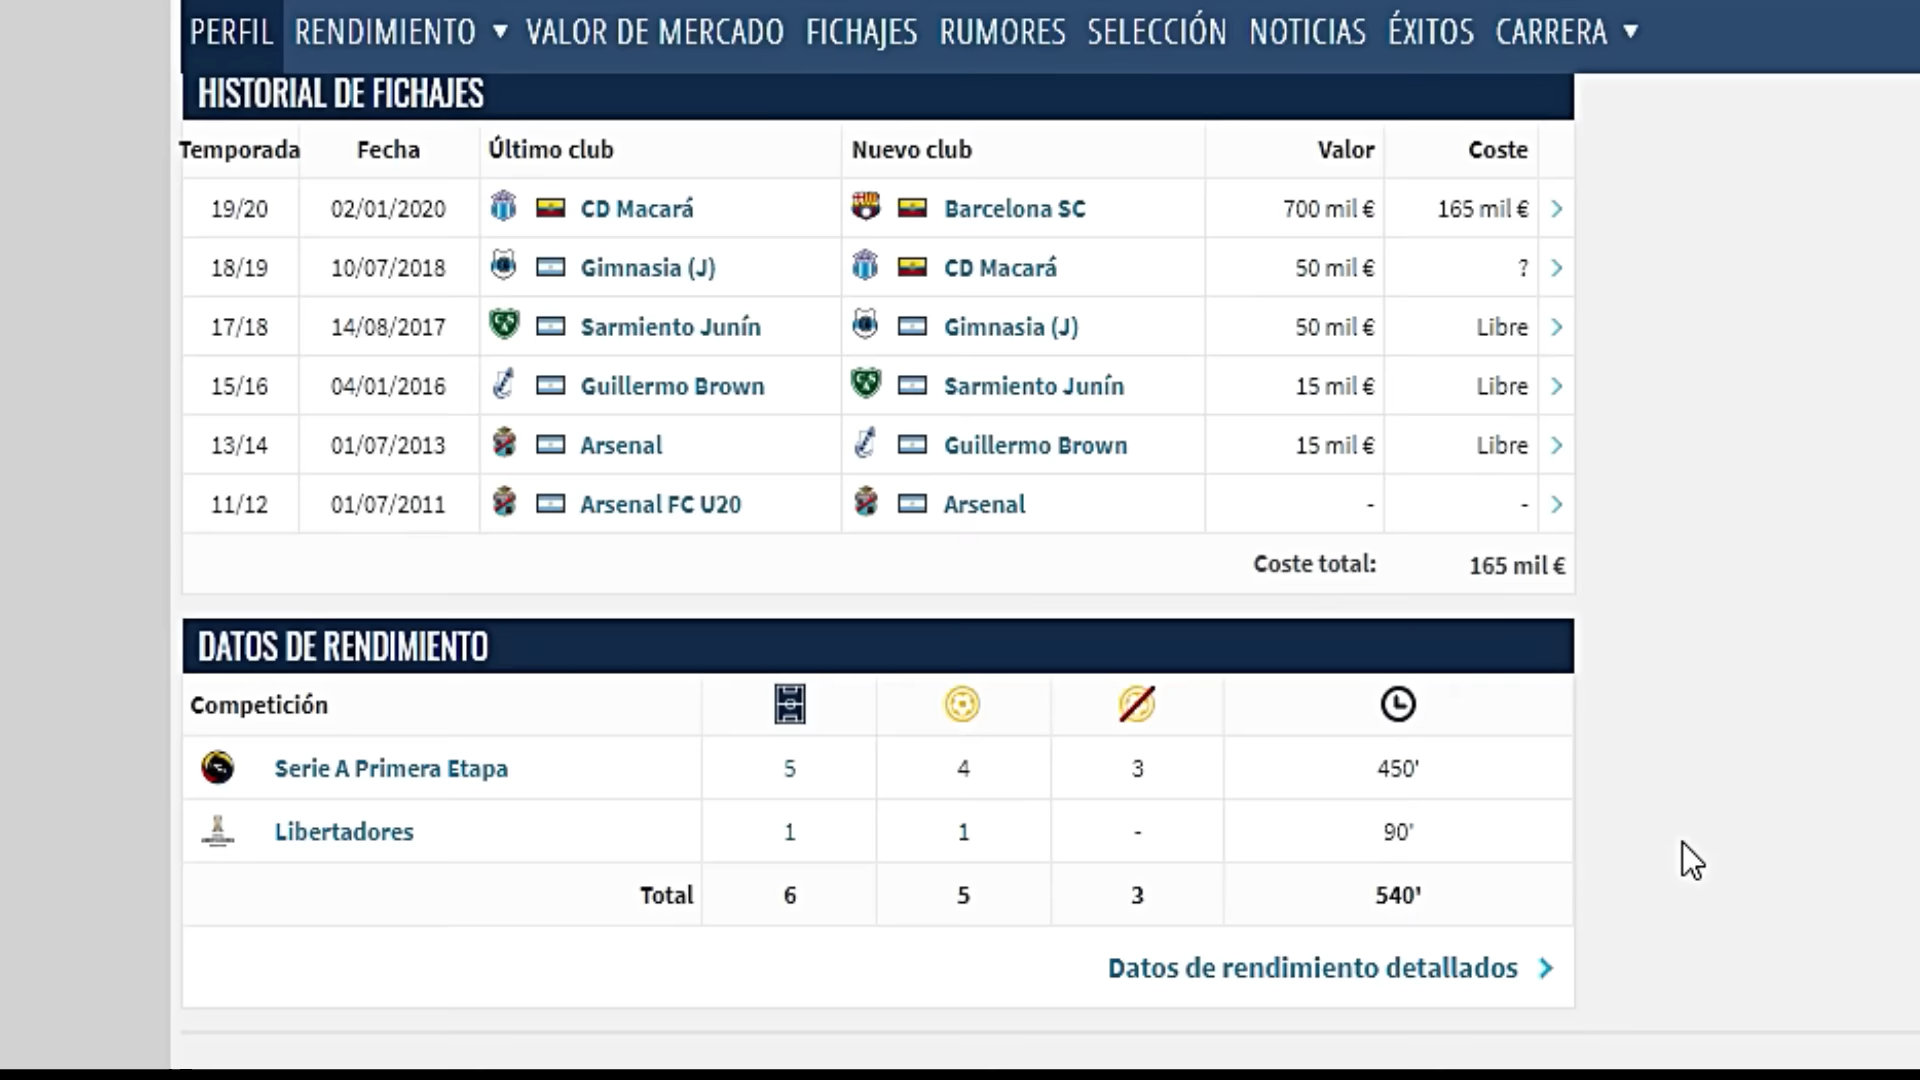 PERFIL RENDIMIENTO ▼ VALOR DE MERCADO FICHAJES RUMORES SELECCIÓN NOTICIAS ÉXITOS CARRERA ▼
HISTORIAL DE FICHAJES
Temporada Fecha Último club Nuevo club Valor Coste
19/20 02/01/2020 CD Macará Barcelona SC 700 mil € 165 mil €
18/19 10/07/2018 Gimnasia (J) CD Macará 50 mil € ?
17/18 14/08/2017 Sarmiento Junín Gimnasia (J) 50 mil € Libre
15/16 04/01/2016 Guillermo Brown Sarmiento Junín 15 mil € Libre
13/14 01/07/2013 Arsenal Guillermo Brown 15 mil € Libre
11/12 01/07/2011 Arsenal FC U20 Arsenal - -
Coste total: 165 mil €
DATOS DE RENDIMIENTO
Competición
Serie A Primera Etapa 5 4 3 450'
Libertadores 1 1 - 90'
Total 6 5 3 540'
Datos de rendimiento detallados